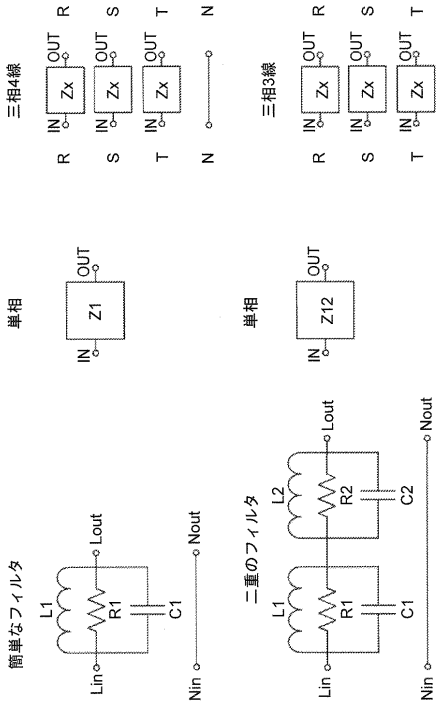 簡単なフィルタ
L1
Lin
R1
Lout
C1
Nin
Nout
単相
IN
Z1
OUT
三相4線
R
IN
Zx
OUT
R
S
IN
Zx
OUT
S
T
IN
Zx
OUT
T
N
N
二重のフィルタ
L1
L2
Lin
R1
R2
Lout
C1
C2
Nin
Nout
単相
IN
Z12
OUT
三相3線
R
IN
Zx
OUT
R
S
IN
Zx
OUT
S
T
IN
Zx
OUT
T